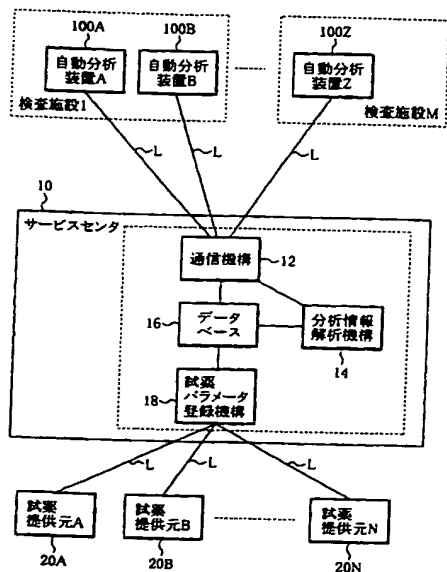 100A
100B
100Z
自動分析
装置A
自動分析
装置B
自動分析
装置Z
検査施設1
検査施設M
L
L
L
10
サービスセンタ
通信機構
12
16
データ
ベース
分析情報
解析機構
14
18
試薬
パラメータ
登録機構
L
L
L
試薬
提供元A
試薬
提供元B
試薬
提供元N
20A
20B
20N